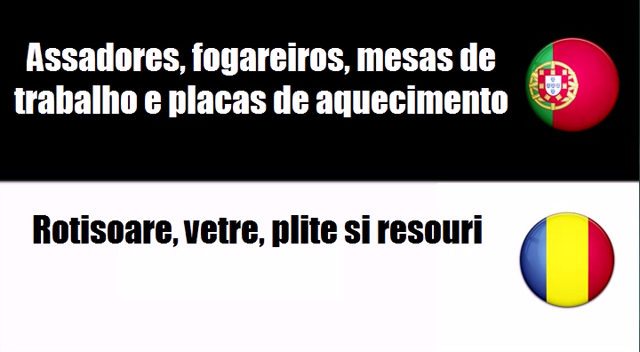 Assadores, fogareiros, mesas de
trabalho e placas de aquecimento
Rotisoare, vetre, plite si resouri